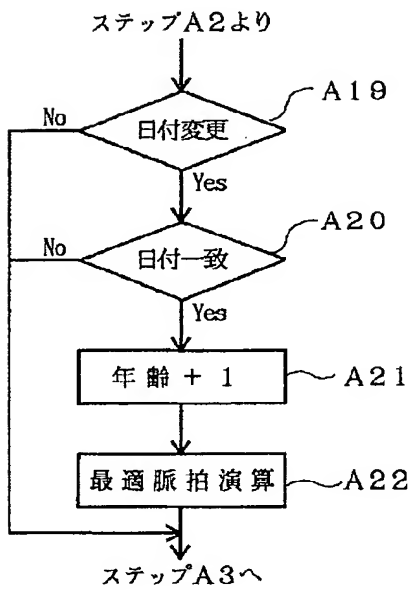 ステップA2より
A19
No
日付変更
Yes
A20
No
日付一致
Yes
年齢+1
A21
最適脈拍演算
A22
ステップA3へ